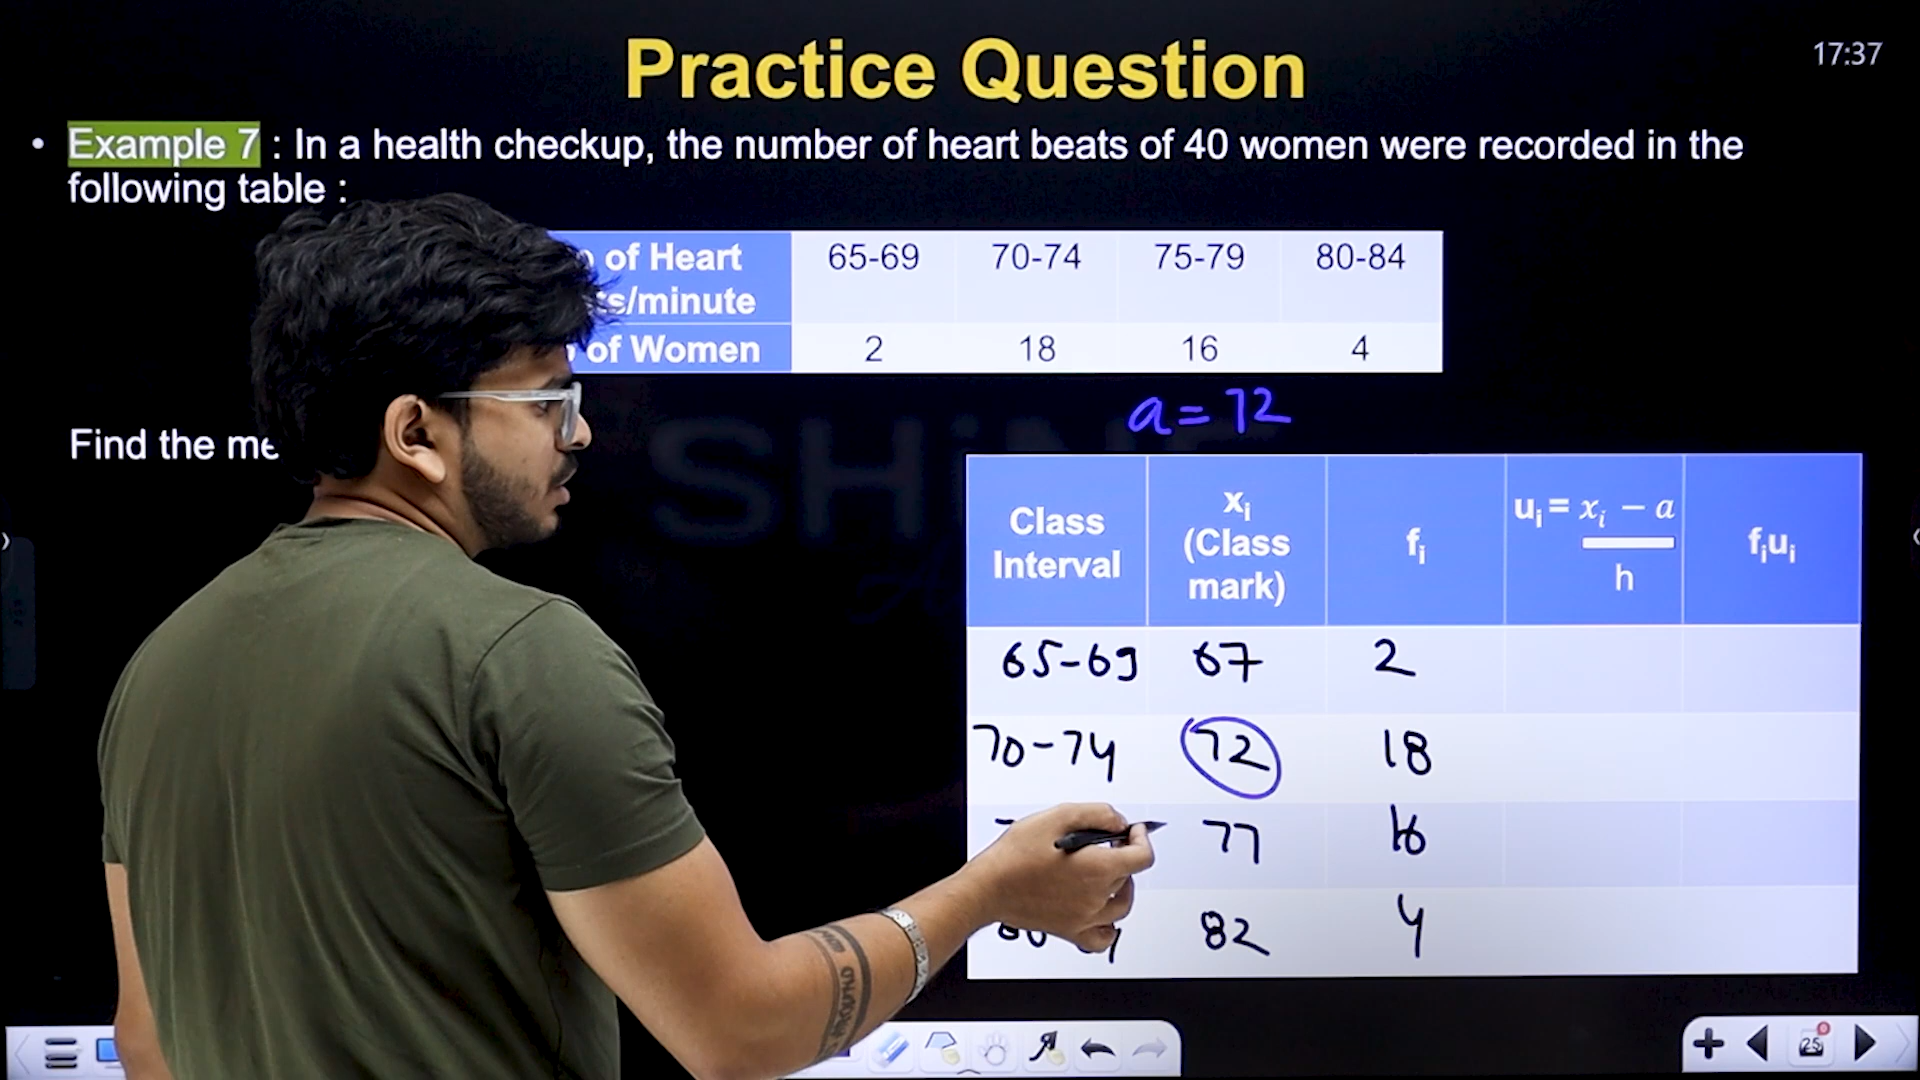 Practice Question
17:37
• Example 7 : In a health checkup, the number of heart beats of 40 women were recorded in the
following table :
of Heart 65-69 70-74 75-79 80-84
/minute
of Women 2 18 16 4
a=72
Find the
Class Interval xᵢ (Class mark) fᵢ uᵢ = xᵢ − a / h fᵢuᵢ
65-69 67 2
70-74 72 18
77 16
82 4
25